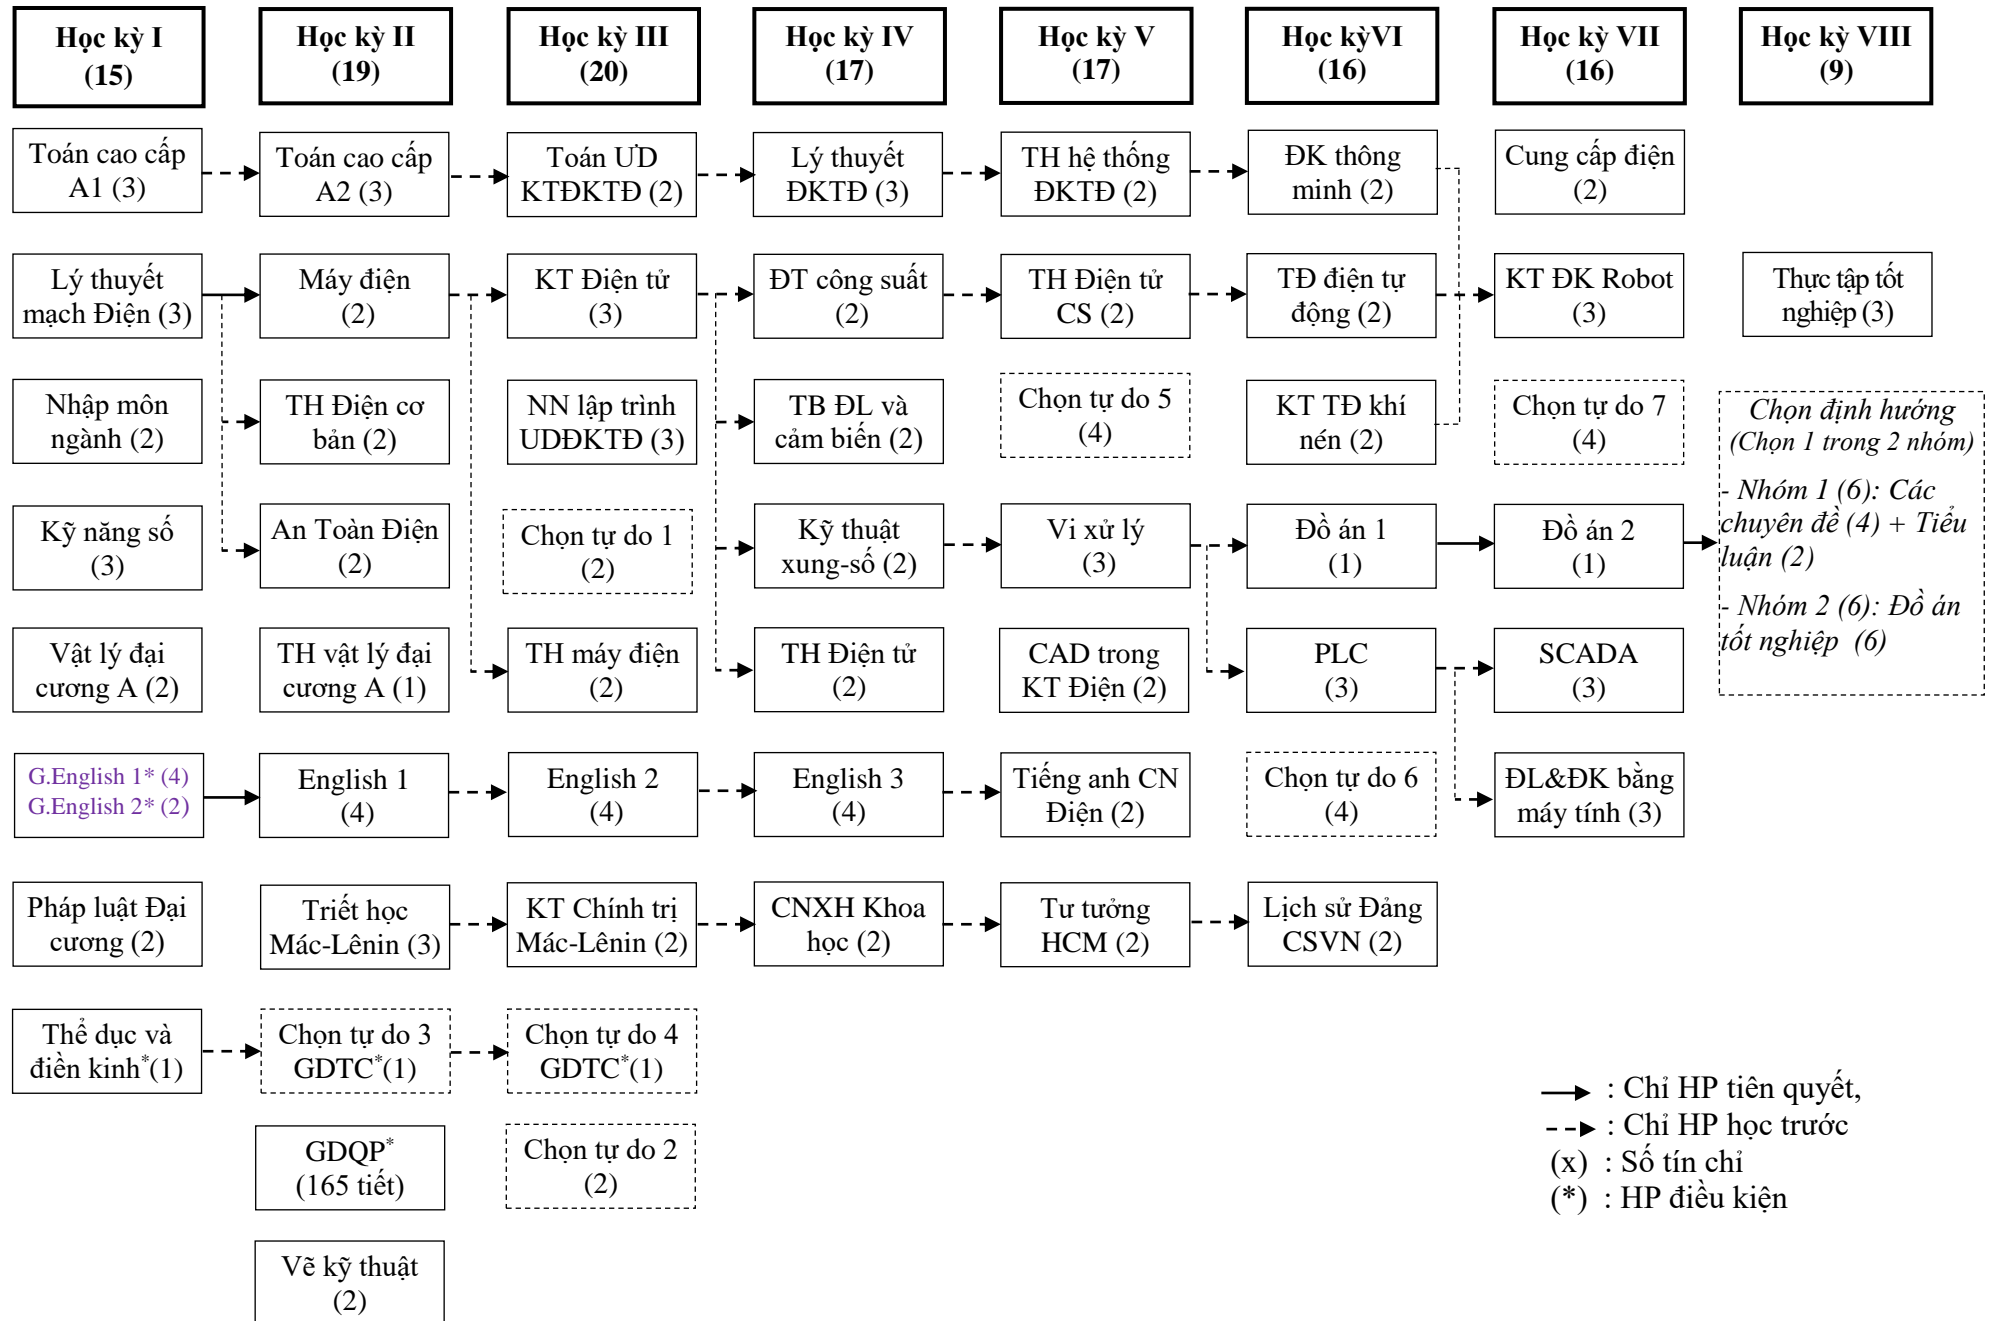 Học kỳ I
(15)
Học kỳ II
(19)
Học kỳ III
(20)
Học kỳ IV
(17)
Học kỳ V
(17)
Học kỳVI
(16)
Học kỳ VII
(16)
Học kỳ VIII
(9)
Toán cao cấp
A1 (3)
Toán cao cấp
A2 (3)
Toán ƯD
KTĐKTĐ (2)
Lý thuyết
ĐKTĐ (3)
TH hệ thống
ĐKTĐ (2)
ĐK thông
minh (2)
Cung cấp điện
(2)
Lý thuyết
mạch Điện (3)
Máy điện
(2)
KT Điện tử
(3)
ĐT công suất
(2)
TH Điện tử
CS (2)
TĐ điện tự
động (2)
KT ĐK Robot
(3)
Thực tập tốt
nghiệp (3)
Nhập môn
ngành (2)
TH Điện cơ
bản (2)
NN lập trình
UDĐKTĐ (3)
TB ĐL và
cảm biến (2)
Chọn tự do 5
(4)
KT TĐ khí
nén (2)
Chọn tự do 7
(4)
Chọn định hướng
(Chọn 1 trong 2 nhóm)
- Nhóm 1 (6): Các
chuyên đề (4) + Tiểu
luận (2)
- Nhóm 2 (6): Đồ án
tốt nghiệp (6)
Kỹ năng số
(3)
An Toàn Điện
(2)
Chọn tự do 1
(2)
Kỹ thuật
xung-số (2)
Vi xử lý
(3)
Đồ án 1
(1)
Đồ án 2
(1)
Vật lý đại
cương A (2)
TH vật lý đại
cương A (1)
TH máy điện
(2)
TH Điện tử
(2)
CAD trong
KT Điện (2)
PLC
(3)
SCADA
(3)
G.English 1* (4)
G.English 2* (2)
English 1
(4)
English 2
(4)
English 3
(4)
Tiếng anh CN
Điện (2)
Chọn tự do 6
(4)
ĐL&ĐK bằng
máy tính (3)
Pháp luật Đại
cương (2)
Triết học
Mác-Lênin (3)
KT Chính trị
Mác-Lênin (2)
CNXH Khoa
học (2)
Tư tưởng
HCM (2)
Lịch sử Đảng
CSVN (2)
Thể dục và
điền kinh*(1)
Chọn tự do 3
GDTC*(1)
Chọn tự do 4
GDTC*(1)
GDQP*
(165 tiết)
Chọn tự do 2
(2)
Vẽ kỹ thuật
(2)
: Chỉ HP tiên quyết,
: Chỉ HP học trước
(x) : Số tín chỉ
(*) : HP điều kiện